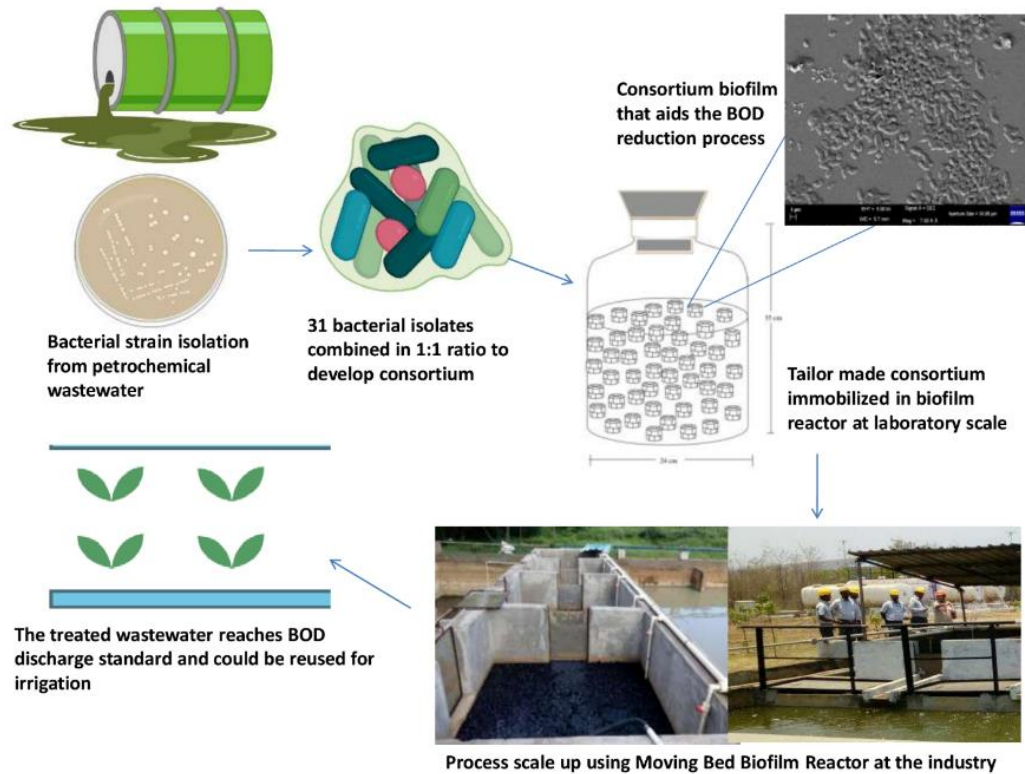 Consortium biofilm
that aids the BOD
reduction process
Bacterial strain isolation
from petrochemical
wastewater
31 bacterial isolates
combined in 1:1 ratio to
develop consortium
24 cm
Tailor made consortium
immobilized in biofilm
reactor at laboratory scale
The treated wastewater reaches BOD
discharge standard and could be reused for
irrigation
Process scale up using Moving Bed Biofilm Reactor at the industry